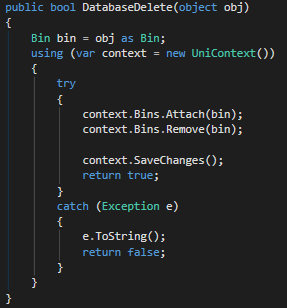 public bool DatabaseDelete(object obj)
{
    Bin bin = obj as Bin;
    using (var context = new UniContext())
    {
        try
        {
            context.Bins.Attach(bin);
            context.Bins.Remove(bin);

            context.SaveChanges();
            return true;
        }
        catch (Exception e)
        {
            e.ToString();
            return false;
        }
    }
}